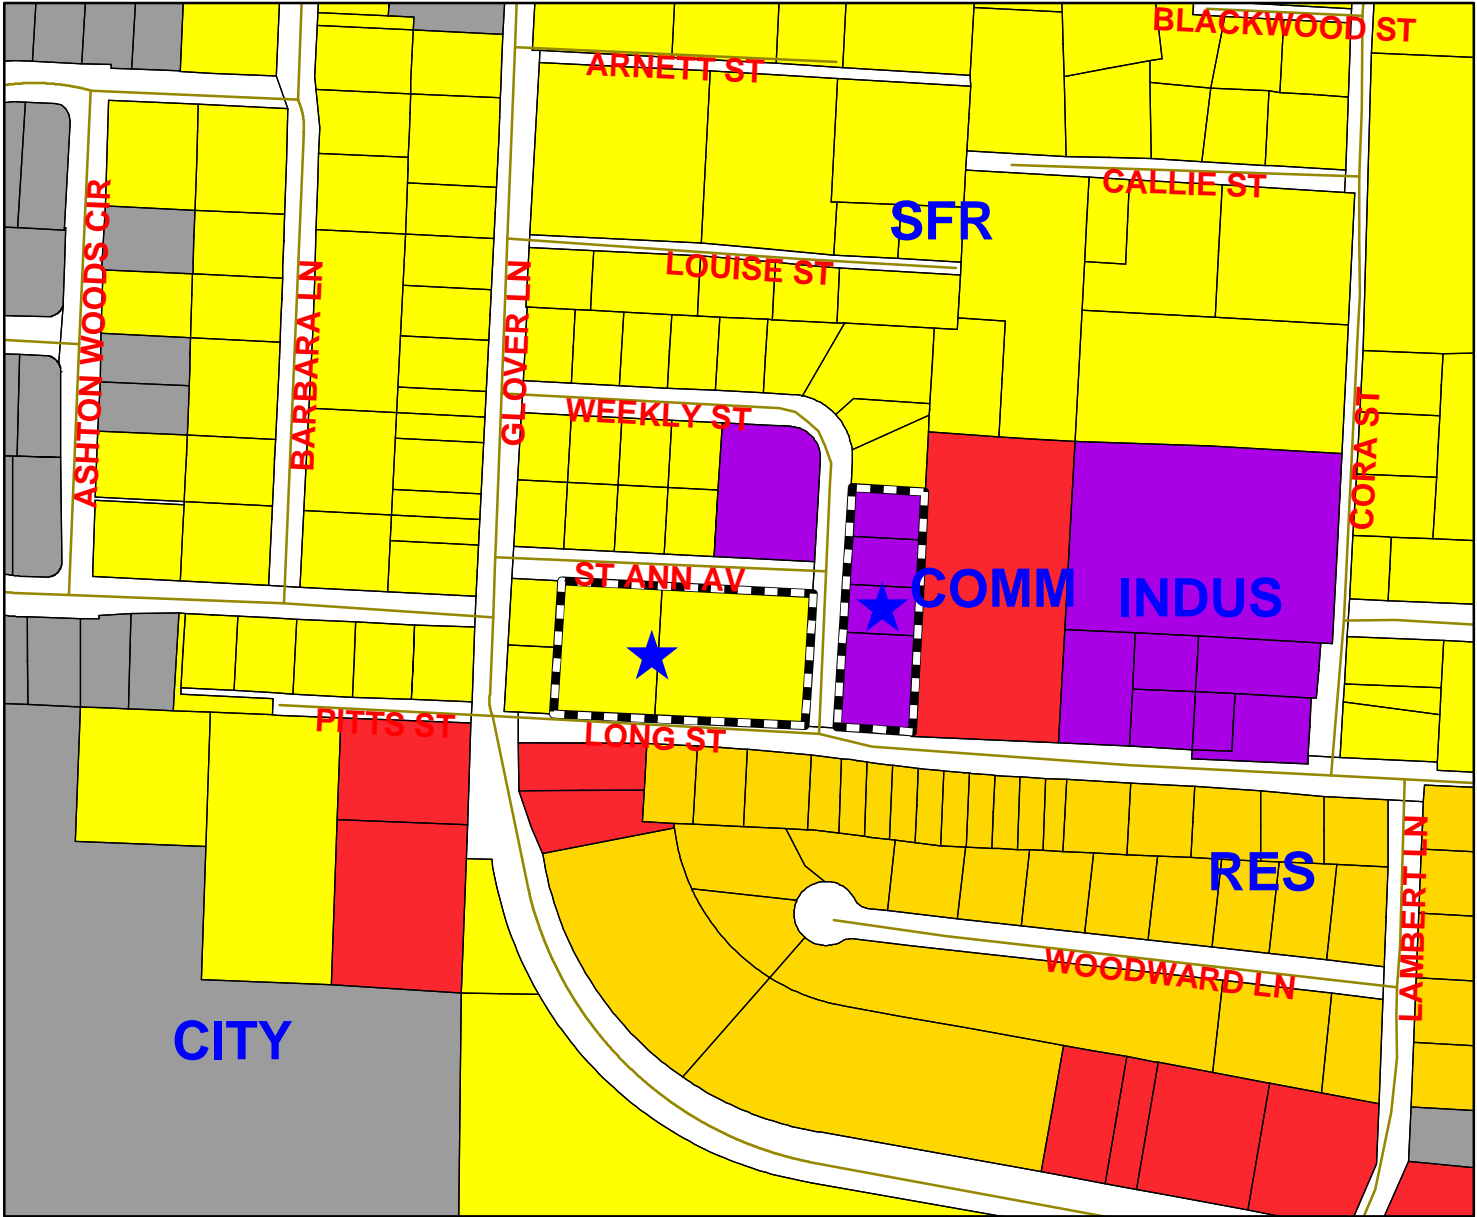 BLACKWOOD ST
ARNETT ST
CALLIE ST
SFR
LOUISE ST
ASHTON WOODS CIR
BARBARA LN
GLOVER LN
WEEKLY ST
CORA ST
ST ANN AV
COMM
INDUS
PITTS ST
LONG ST
RES
LAMBERT LN
WOODWARD LN
CITY